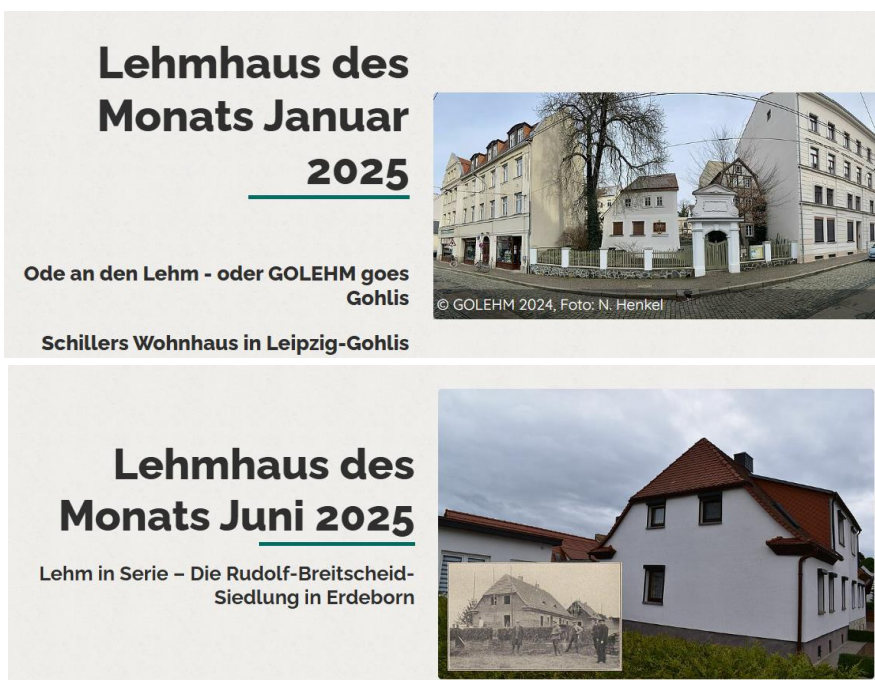 Lehmhaus des
Monats Januar
2025
Ode an den Lehm - oder GOLEHM goes
Gohlis
Schillers Wohnhaus in Leipzig-Gohlis
© GOLEHM 2024, Foto: N. Henkel
Lehmhaus des
Monats Juni 2025
Lehm in Serie – Die Rudolf-Breitscheid-
Siedlung in Erdeborn